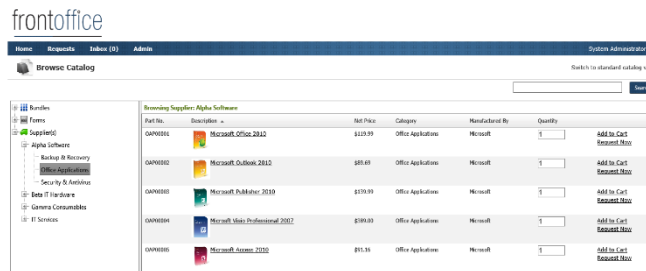 frontoffice
Home Requests Inbox (0) Admin System Administrator
Browse Catalog Switch to standard catalog
Bundles
Forms
Supplier(s)
Alpha Software
Backup & Recovery
Office Applications
Security & Antivirus
Beta IT Hardware
Gamma Consumables
IT Services
Browsing Supplier: Alpha Software
Part No. Description Net Price Category Manufactured By Quantity
OAP00001 Microsoft Office 2010 $119.99 Office Applications Microsoft 1 Add to Cart
Request Now
OAP00002 Microsoft Outlook 2010 $89.69 Office Applications Microsoft 1 Add to Cart
Request Now
OAP00003 Microsoft Publisher 2010 $139.99 Office Applications Microsoft 1 Add to Cart
Request Now
OAP00004 Microsoft Visio Professional 2007 $389.00 Office Applications Microsoft 1 Add to Cart
Request Now
OAP00005 Microsoft Access 2010 Office Applications Microsoft 1 Add to Cart
Request Now